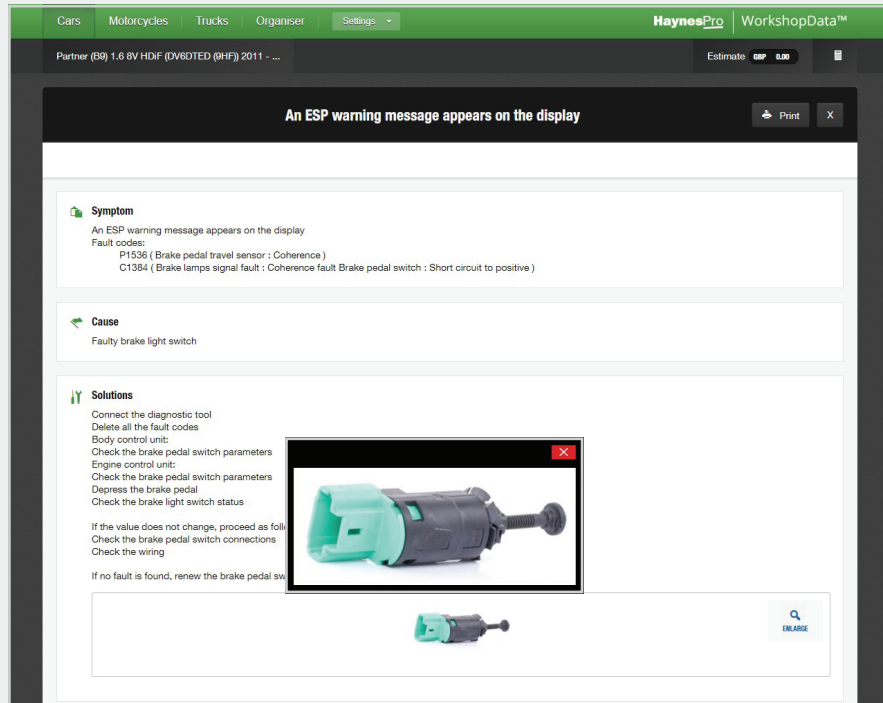 Cars Motorcycles Trucks Organiser Settings HaynesPro WorkshopData™
Partner (B9) 1.6 8V HDiF (DV6DTED (9HF)) 2011 - ... Estimate GBP 0.00
An ESP warning message appears on the display Print X
Symptom
An ESP warning message appears on the display
Fault codes:
P1536 ( Brake pedal travel sensor : Coherence )
C1384 ( Brake lamps signal fault : Coherence fault Brake pedal switch : Short circuit to positive )
Cause
Faulty brake light switch
Solutions
Connect the diagnostic tool
Delete all the fault codes
Body control unit:
Check the brake pedal switch parameters
Engine control unit:
Check the brake pedal switch parameters
Depress the brake pedal
Check the brake light switch status
If the value does not change, proceed as foll
Check the brake pedal switch connections
Check the wiring
If no fault is found, renew the brake pedal sw
ENLARGE